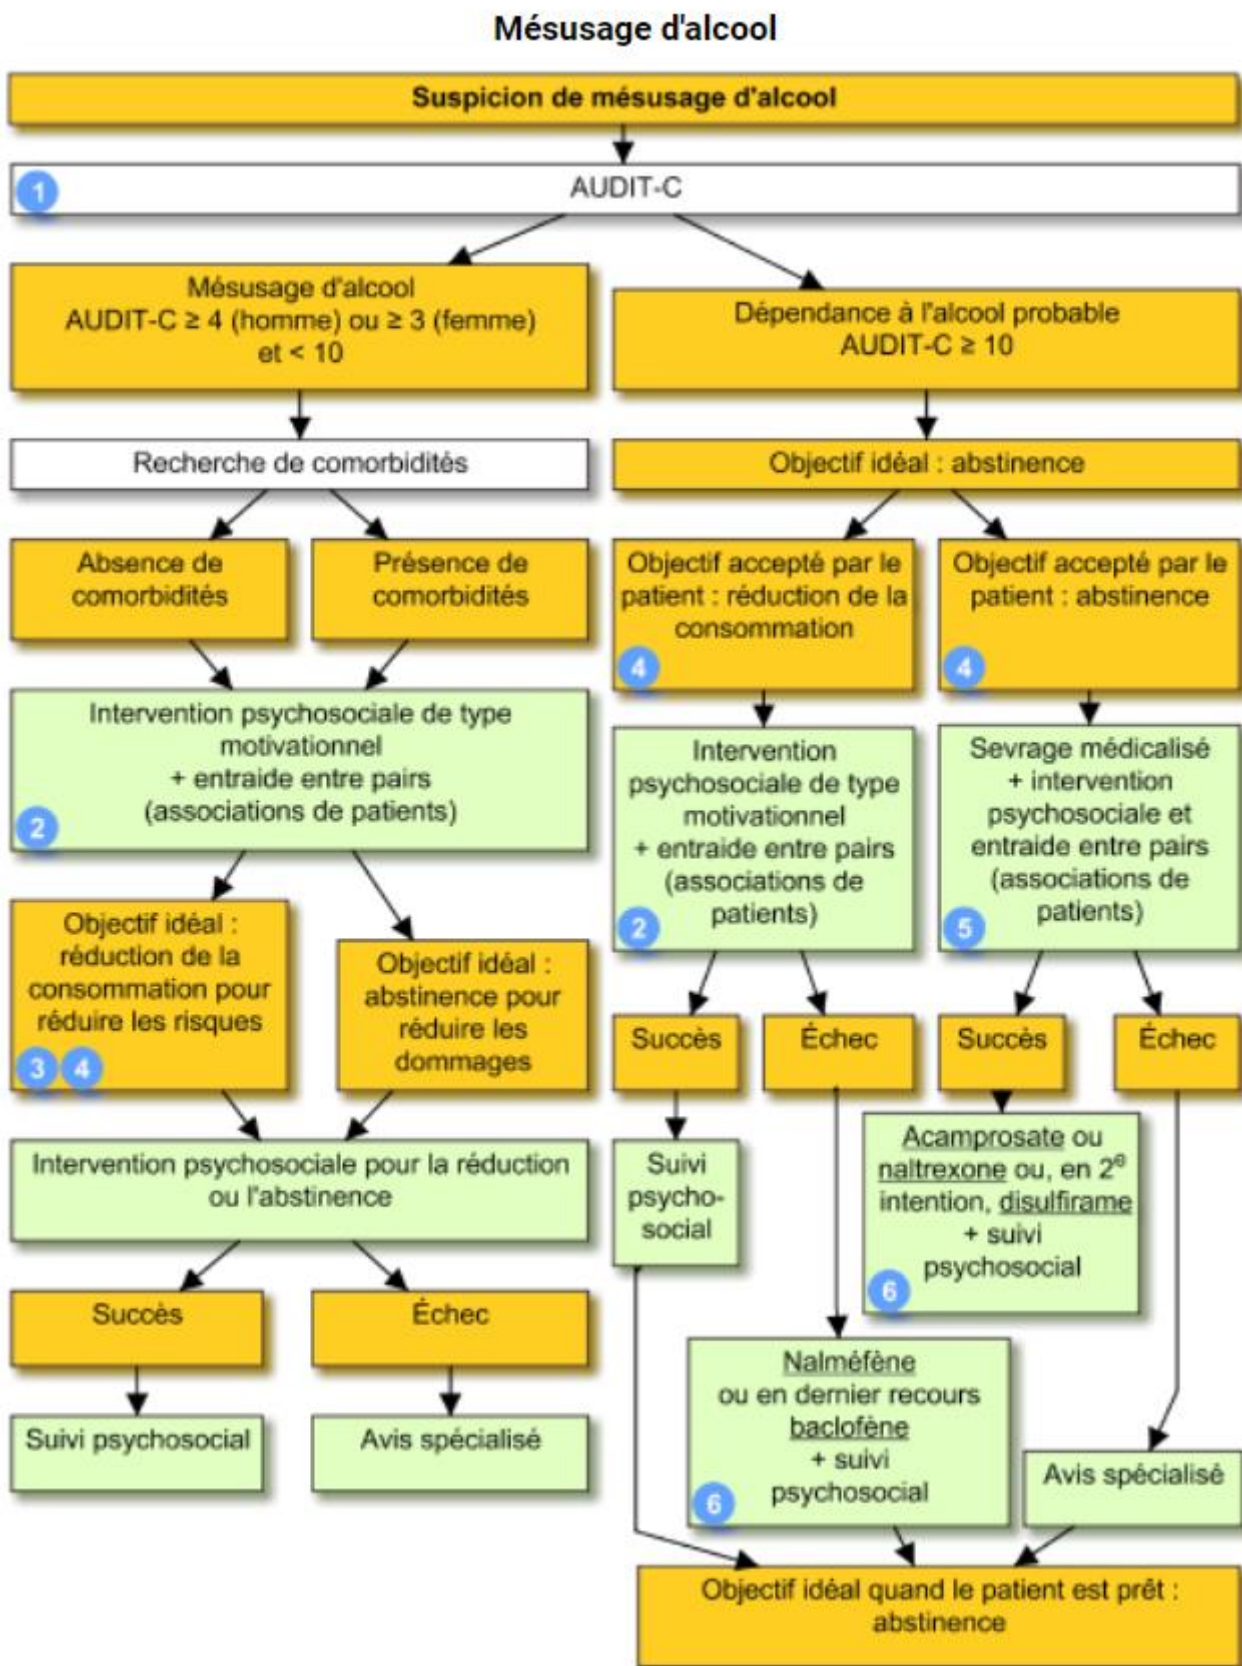 Mésusage d'alcool
Suspicion de mésusage d'alcool
1
AUDIT-C
Mésusage d'alcool
AUDIT-C ≥ 4 (homme) ou ≥ 3 (femme)
et < 10
Dépendance à l'alcool probable
AUDIT-C ≥ 10
Recherche de comorbidités
Objectif idéal : abstinence
Absence de
comorbidités
Présence de
comorbidités
Objectif accepté par le
patient : réduction de la
consommation
4
Objectif accepté par le
patient : abstinence
4
Intervention psychosociale de type
motivationnel
+ entraide entre pairs
(associations de patients)
2
Intervention
psychosociale de type
motivationnel
+ entraide entre pairs
(associations de
patients)
2
Sevrage médicalisé
+ intervention
psychosociale et
entraide entre pairs
(associations de
patients)
5
Objectif idéal :
réduction de la
consommation pour
réduire les risques
3 4
Objectif idéal :
abstinence pour
réduire les
dommages
Succès
Échec
Succès
Échec
Intervention psychosociale pour la réduction
ou l'abstinence
Suivi
psycho-
social
Acamprosate ou
naltrexone ou, en 2e
intention, disulfirame
+ suivi
psychosocial
6
Succès
Échec
Nalméfène
ou en dernier recours
baclofène
+ suivi
psychosocial
6
Suivi psychosocial
Avis spécialisé
Avis spécialisé
Objectif idéal quand le patient est prêt :
abstinence